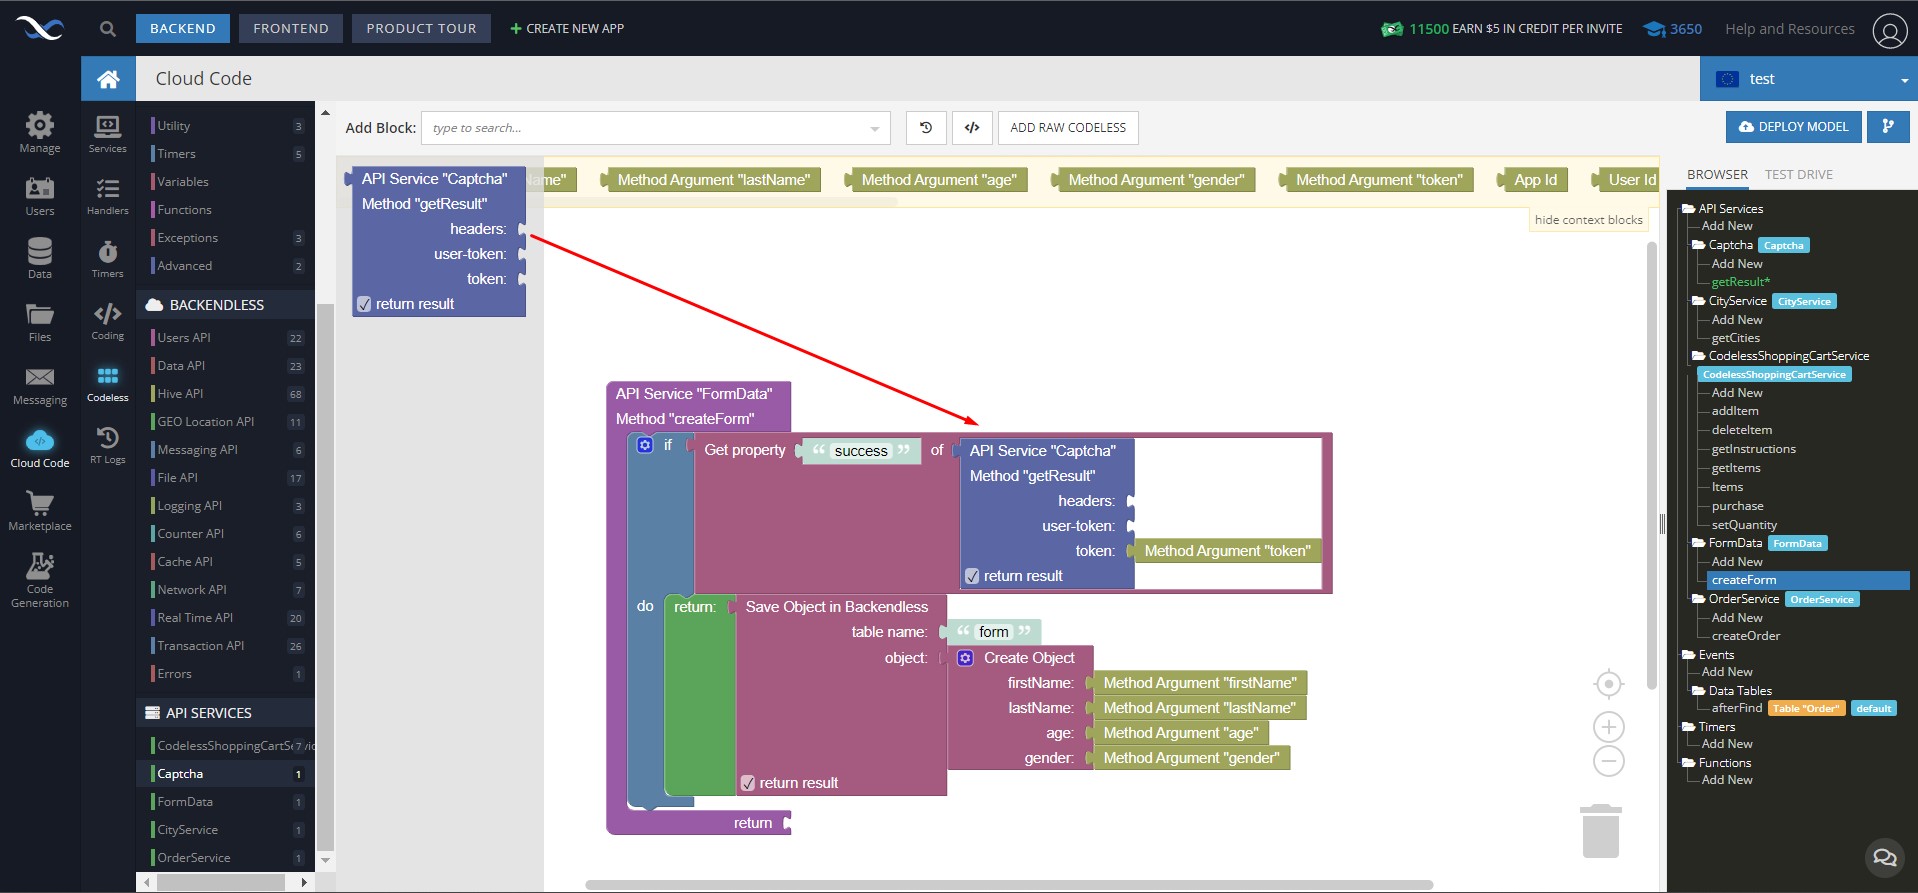 BACKEND
FRONTEND
PRODUCT TOUR
+ CREATE NEW APP
11500 EARN $5 IN CREDIT PER INVITE
3650
Help and Resources
Cloud Code
test
Manage
Users
Data
Files
Messaging
Cloud Code
Marketplace
Code
Generation
Services
Handlers
Timers
Coding
Codeless
RT Logs
Utility 3
Timers 5
Variables
Functions
Exceptions 3
Advanced 2
BACKENDLESS
Users API 22
Data API 23
Hive API 68
GEO Location API 11
Messaging API 6
File API 17
Logging API 3
Counter API 6
Cache API 5
Network API 7
Real Time API 20
Transaction API 26
Errors 1
API SERVICES
CodelessShoppingCartServic 7
Captcha 1
FormData 1
CityService 1
OrderService 1
Add Block: type to search...
ADD RAW CODELESS
DEPLOY MODEL
API Service "Captcha"
Method "getResult"
headers:
user-token:
token:
return result
ame"
Method Argument "lastName"
Method Argument "age"
Method Argument "gender"
Method Argument "token"
App Id
User Id
hide context blocks
API Service "FormData"
Method "createForm"
if Get property “ success ” of API Service "Captcha"
Method "getResult"
headers:
user-token:
token: Method Argument "token"
return result
do return: Save Object in Backendless
table name: “ form ”
object: Create Object
firstName: Method Argument "firstName"
lastName: Method Argument "lastName"
age: Method Argument "age"
gender: Method Argument "gender"
return result
return
BROWSER TEST DRIVE
API Services
Add New
Captcha Captcha
Add New
getResult*
CityService CityService
Add New
getCities
CodelessShoppingCartService
CodelessShoppingCartService
Add New
addItem
deleteItem
getInstructions
getItems
Items
purchase
setQuantity
FormData FormData
Add New
createForm
OrderService OrderService
Add New
createOrder
Events
Add New
Data Tables
afterFind Table "Order" default
Timers
Add New
Functions
Add New